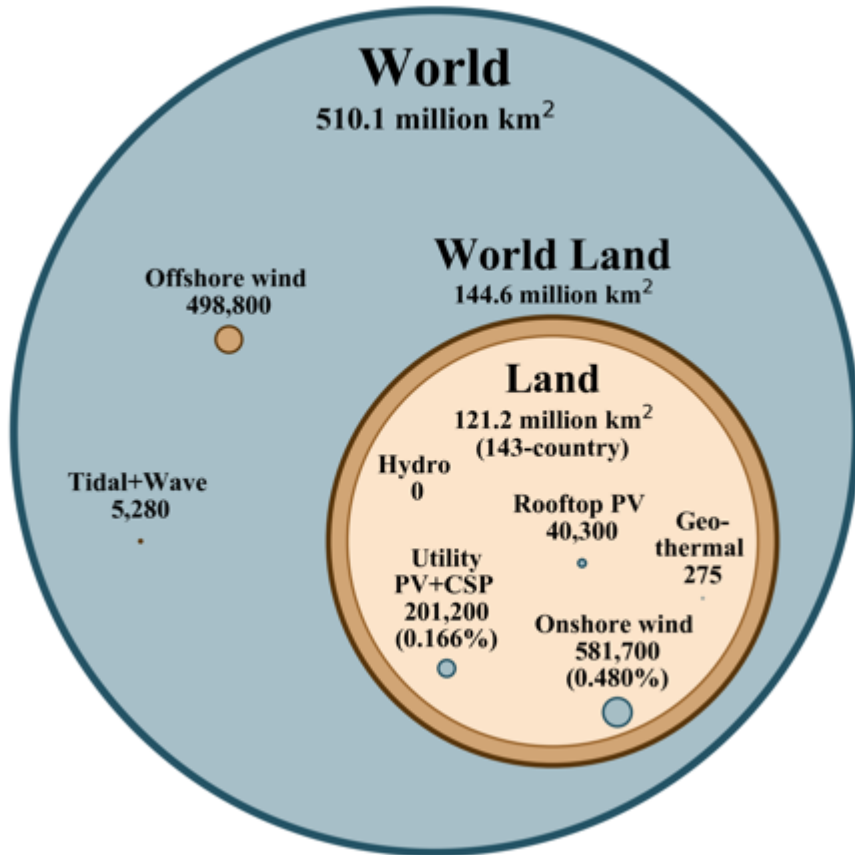 World
510.1 million km²
World Land
144.6 million km²
Offshore wind
498,800
Land
121.2 million km²
(143-country)
Hydro
0
Tidal+Wave
5,280
Rooftop PV
40,300
Geo-
thermal
275
Utility
PV+CSP
201,200
(0.166%)
Onshore wind
581,700
(0.480%)